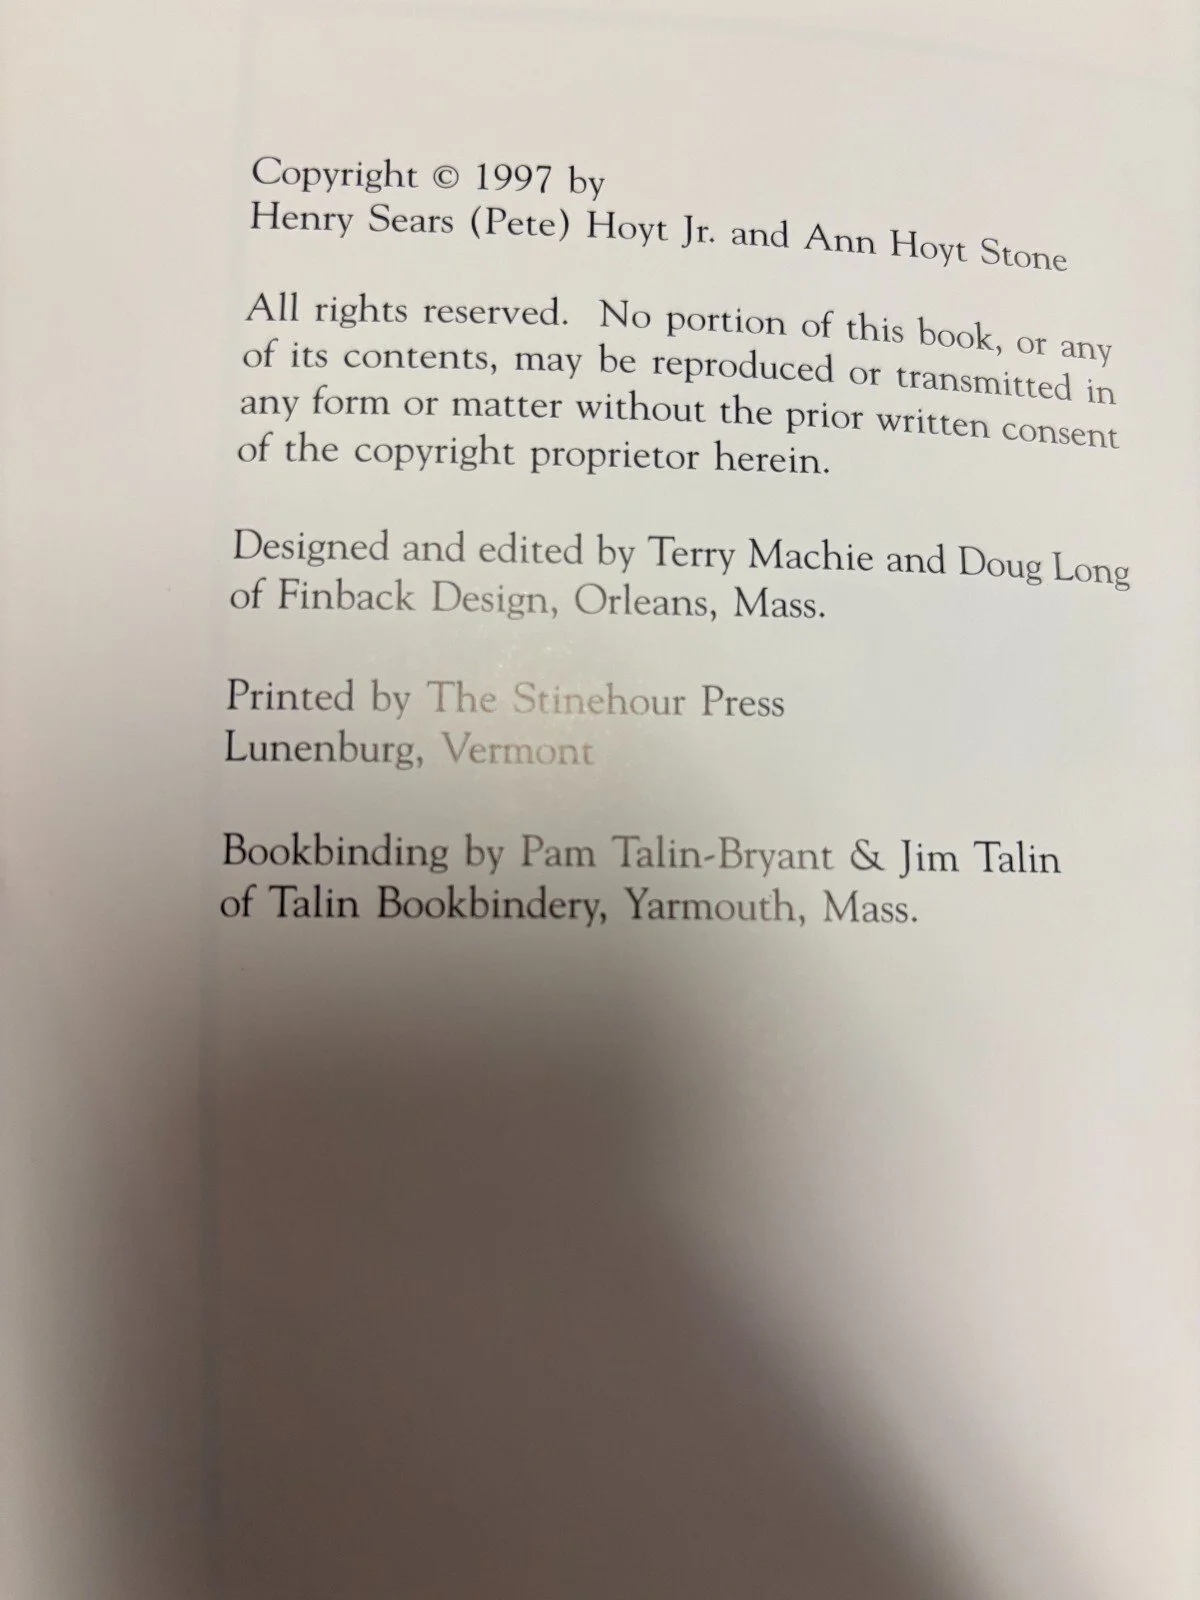 Copyright © 1997 by
Henry Sears (Pete) Hoyt Jr. and Ann Hoyt Stone
All rights reserved. No portion of this book, or any
of its contents, may be reproduced or transmitted in
any form or matter without the prior written consent
of the copyright proprietor herein.
Designed and edited by Terry Machie and Doug Long
of Finback Design, Orleans, Mass.
Printed by The Stinehour Press
Lunenburg, Vermont
Bookbinding by Pam Talin-Bryant & Jim Talin
of Talin Bookbindery, Yarmouth, Mass.